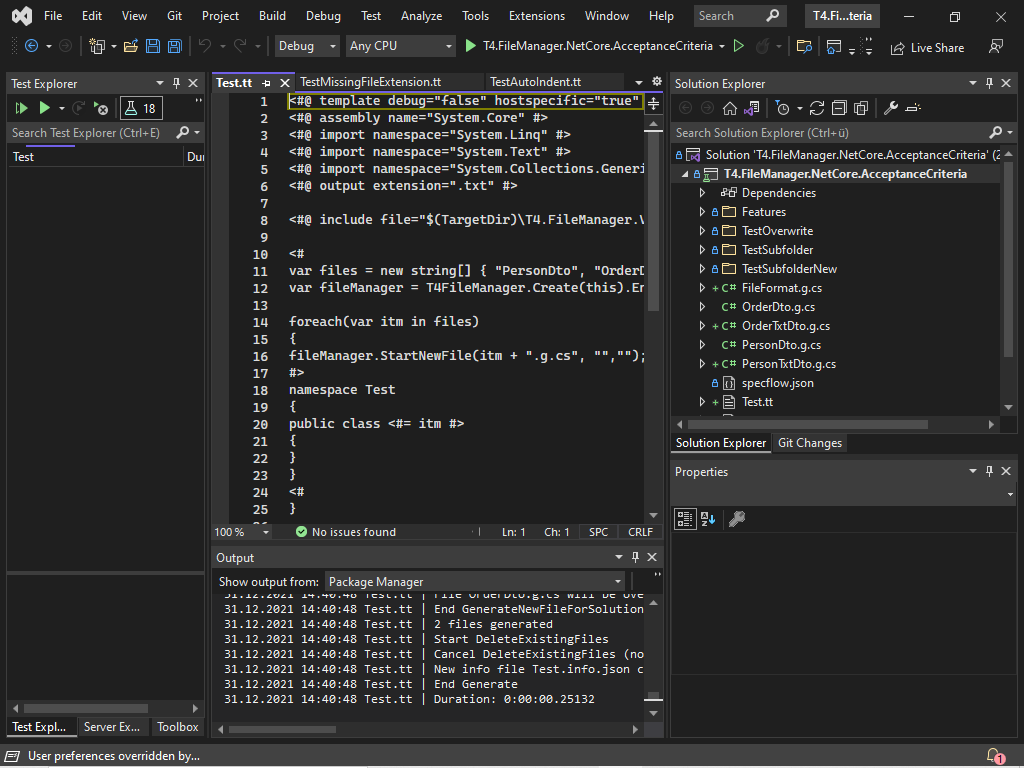 File Edit View Git Project Build Debug Test Analyze Tools Extensions Window Help Search T4.Fi...teria
Debug Any CPU T4.FileManager.NetCore.AcceptanceCriteria Live Share
Test Explorer
18
Search Test Explorer (Ctrl+E)
Test Dur
Test Expl... Server Ex... Toolbox
Test.tt TestMissingFileExtension.tt TestAutoIndent.tt
1 <#@ template debug="false" hostspecific="true"
2 <#@ assembly name="System.Core" #>
3 <#@ import namespace="System.Linq" #>
4 <#@ import namespace="System.Text" #>
5 <#@ import namespace="System.Collections.Generi
6 <#@ output extension=".txt" #>
7
8 <#@ include file="$(TargetDir)\T4.FileManager.V
9
10 <#
11 var files = new string[] { "PersonDto", "OrderD
12 var fileManager = T4FileManager.Create(this).En
13
14 foreach(var itm in files)
15 {
16 fileManager.StartNewFile(itm + ".g.cs", "","");
17 #>
18 namespace Test
19 {
20 public class <#= itm #>
21 {
22 }
23 }
24 <#
25 }
100 % No issues found Ln: 1 Ch: 1 SPC CRLF
Output
Show output from: Package Manager
31.12.2021 14:40:48 Test.tt | File OrderDto.g.cs will be ove
31.12.2021 14:40:48 Test.tt | End GenerateNewFileForSolution
31.12.2021 14:40:48 Test.tt | 2 files generated
31.12.2021 14:40:48 Test.tt | Start DeleteExistingFiles
31.12.2021 14:40:48 Test.tt | Cancel DeleteExistingFiles (no
31.12.2021 14:40:48 Test.tt | New info file Test.info.json c
31.12.2021 14:40:48 Test.tt | End Generate
31.12.2021 14:40:48 Test.tt | Duration: 0:00:00.25132
Solution Explorer
Search Solution Explorer (Ctrl+ü)
Solution 'T4.FileManager.NetCore.AcceptanceCriteria' (2
T4.FileManager.NetCore.AcceptanceCriteria
Dependencies
Features
TestOverwrite
TestSubfolder
TestSubfolderNew
+ C# FileFormat.g.cs
C# OrderDto.g.cs
+ C# OrderTxtDto.g.cs
C# PersonDto.g.cs
+ C# PersonTxtDto.g.cs
specflow.json
+ Test.tt
Solution Explorer Git Changes
Properties
User preferences overridden by...
1